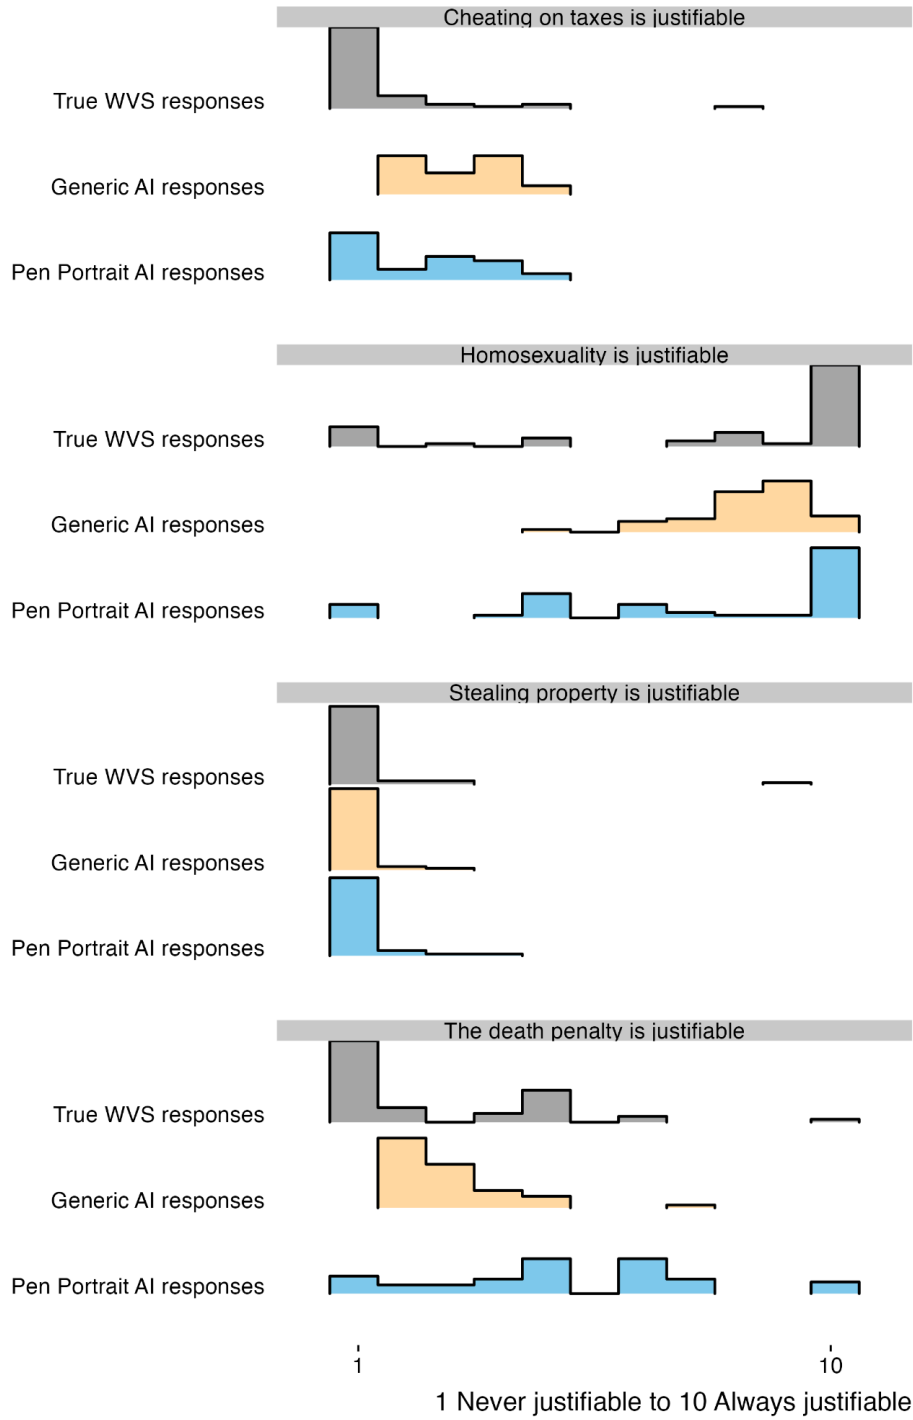 Cheating on taxes is justifiable
True WVS responses
Generic AI responses
Pen Portrait AI responses
Homosexuality is justifiable
True WVS responses
Generic AI responses
Pen Portrait AI responses
Stealing property is justifiable
True WVS responses
Generic AI responses
Pen Portrait AI responses
The death penalty is justifiable
True WVS responses
Generic AI responses
Pen Portrait AI responses
1 10
1 Never justifiable to 10 Always justifiable